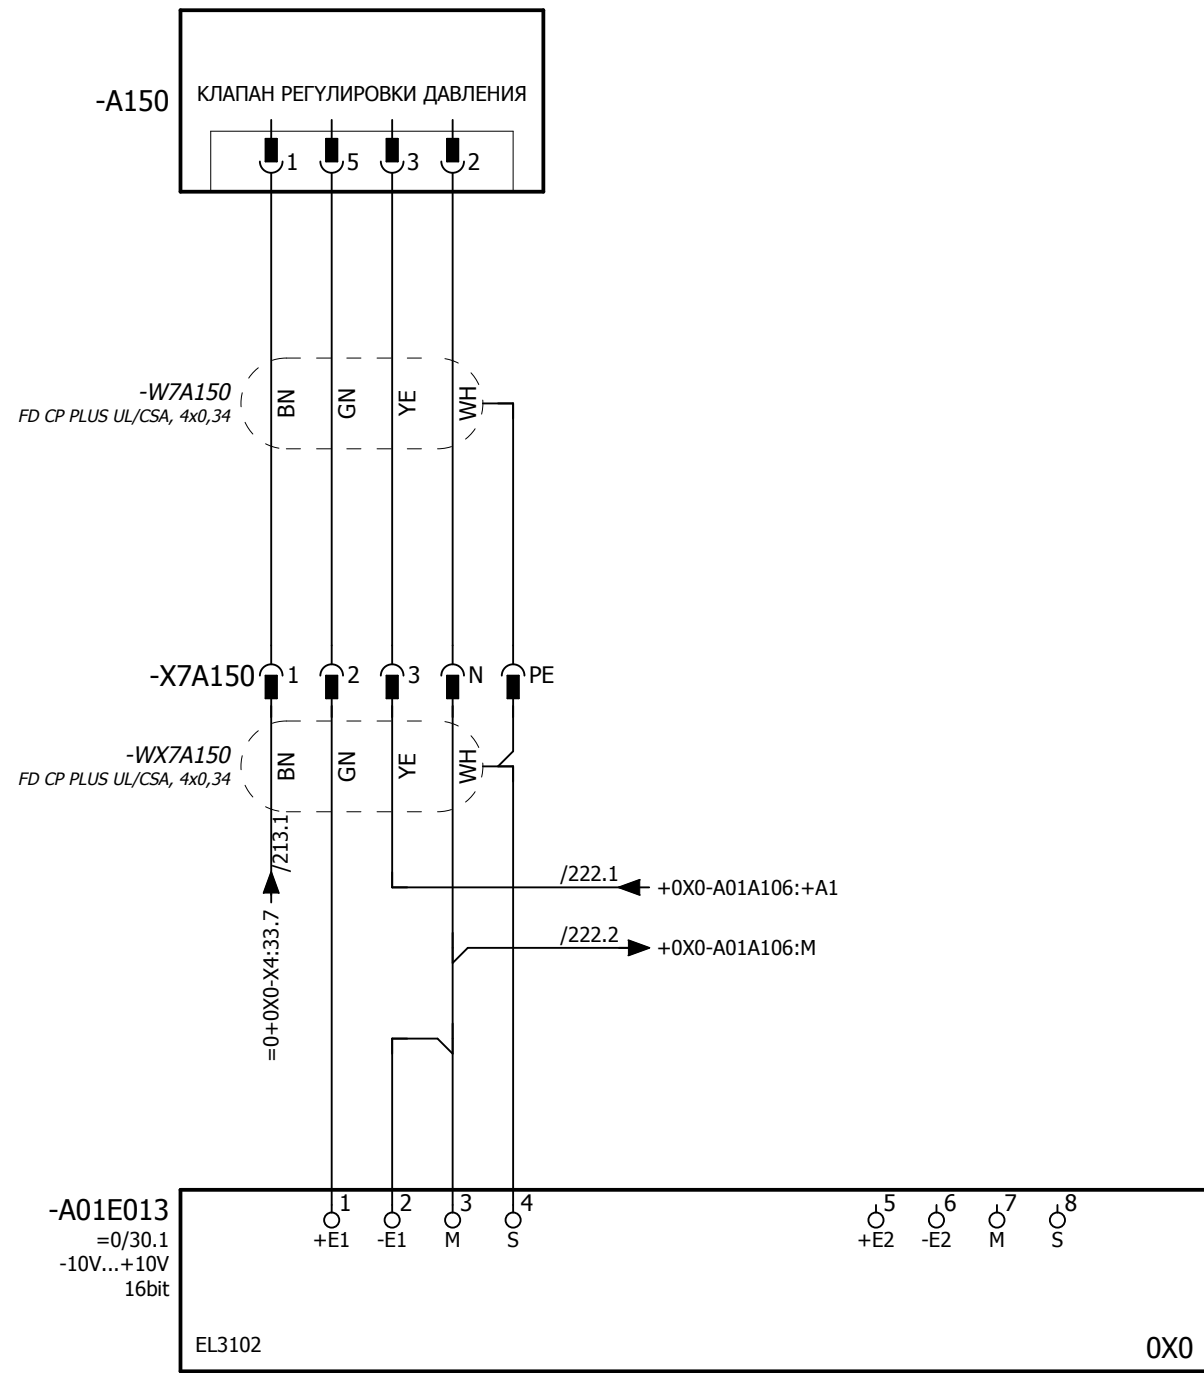 КЛАПАН РЕГУЛИРОВКИ ДАВЛЕНИЯ
-A150
1 5 3 2
-W7A150
FD CP PLUS UL/CSA, 4x0,34
BN GN YE WH
-X7A150 1 2 3 N PE
-WX7A150
FD CP PLUS UL/CSA, 4x0,34
BN GN YE WH
/213.1
=0+0X0-X4:33.7
/222.1 +0X0-A01A106:+A1
/222.2 +0X0-A01A106:M
-A01E013
=0/30.1
-10V...+10V
16bit
1 2 3 4 5 6 7 8
+E1 -E1 M S +E2 -E2 M S
EL3102
0X0